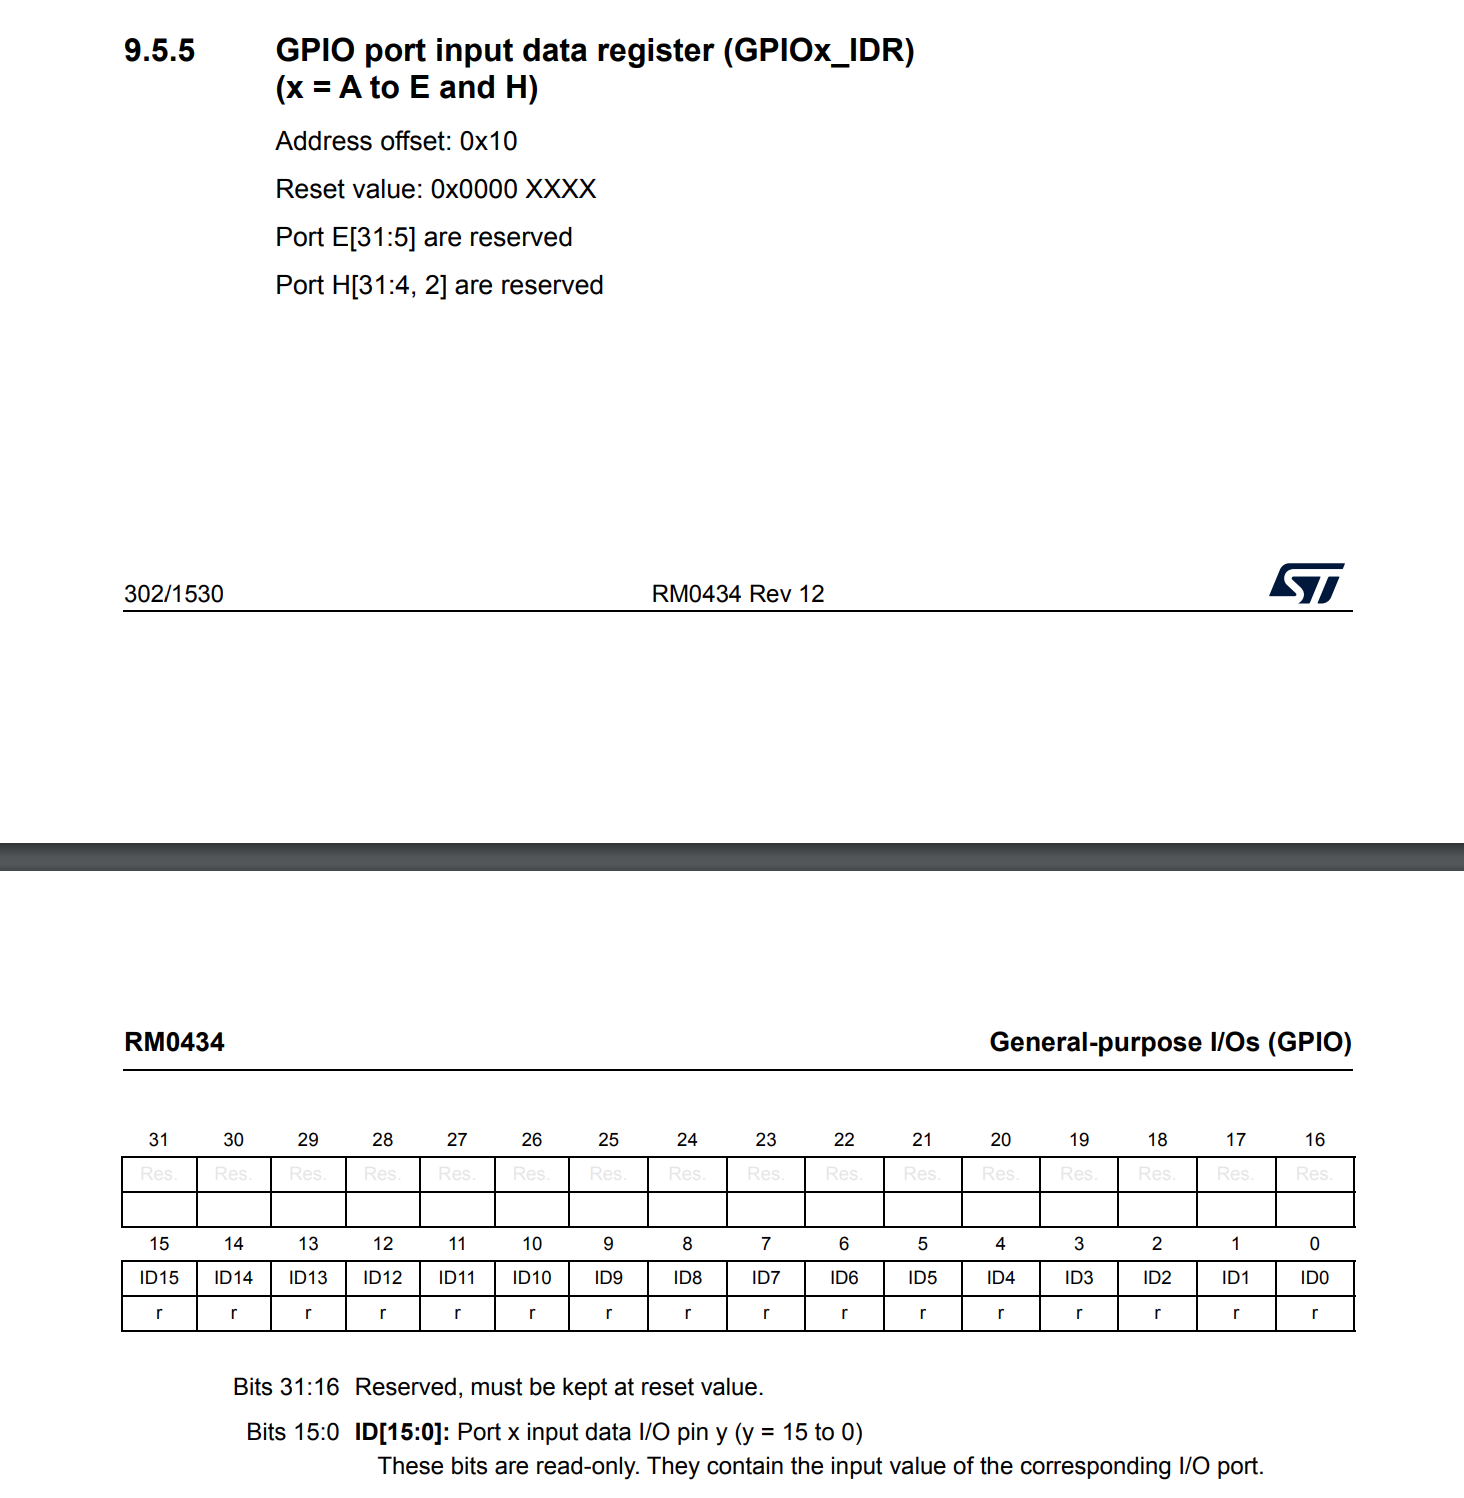 9.5.5 GPIO port input data register (GPIOx_IDR)
(x = A to E and H)
Address offset: 0x10
Reset value: 0x0000 XXXX
Port E[31:5] are reserved
Port H[31:4, 2] are reserved
302/1530 RM0434 Rev 12 ST
RM0434 General-purpose I/Os (GPIO)
31 30 29 28 27 26 25 24 23 22 21 20 19 18 17 16
Res. Res. Res. Res. Res. Res. Res. Res. Res. Res. Res. Res. Res. Res. Res. Res.
15 14 13 12 11 10 9 8 7 6 5 4 3 2 1 0
ID15 ID14 ID13 ID12 ID11 ID10 ID9 ID8 ID7 ID6 ID5 ID4 ID3 ID2 ID1 ID0
r r r r r r r r r r r r r r r r
Bits 31:16 Reserved, must be kept at reset value.
Bits 15:0 ID[15:0]: Port x input data I/O pin y (y = 15 to 0)
These bits are read-only. They contain the input value of the corresponding I/O port.